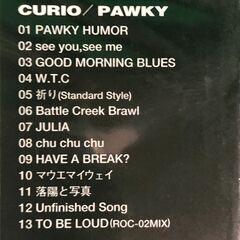 CURIO/PAWKY
01 PAWKY HUMOR
02 see you,see me
03 GOOD MORNING BLUES
04 W.T.C
05 祈り(Standard Style)
06 Battle Creek Brawl
07 JULIA
08 chu chu chu
09 HAVE A BREAK?
10 マウエマイウェイ
11 落陽と写真
12 Unfinished Song
13 TO BE LOUD(ROC-02MIX)